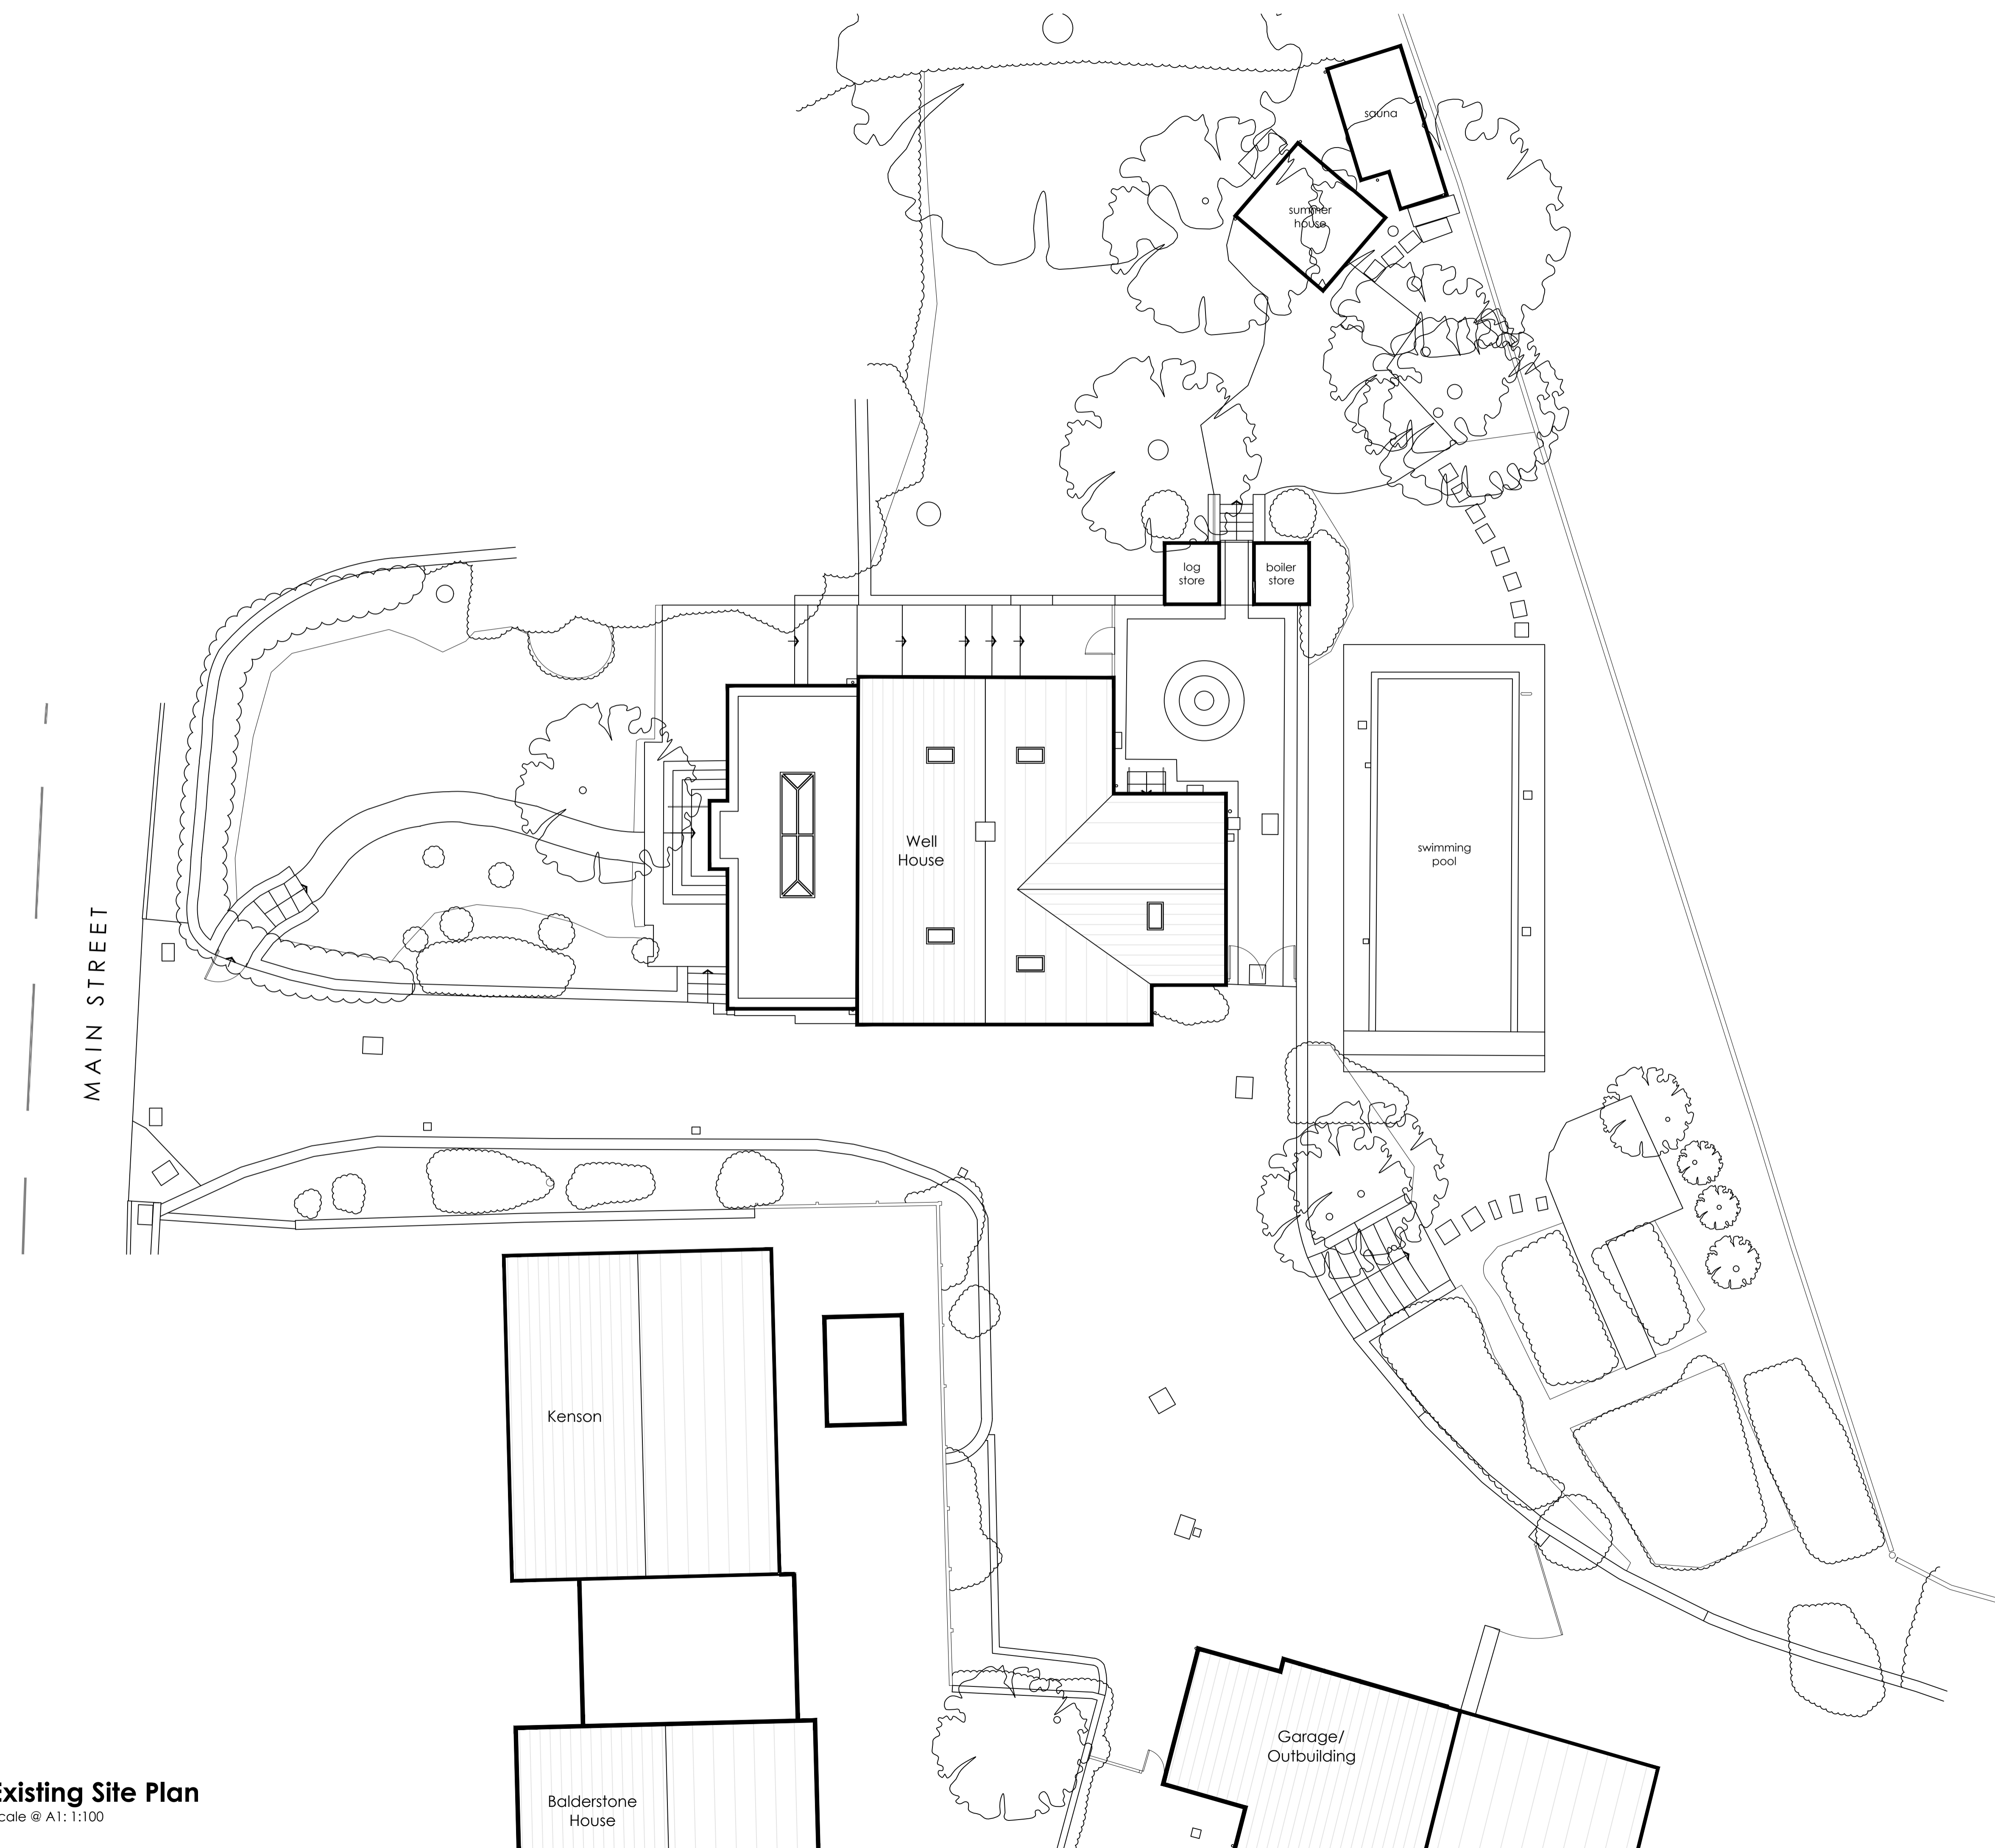 sauna
summer
house
log
store
boiler
store
Well
House
swimming
pool
MAIN STREET
Kenson
Garage/
Outbuilding
Balderstone
House
Existing Site Plan
cale @ A1: 1:100